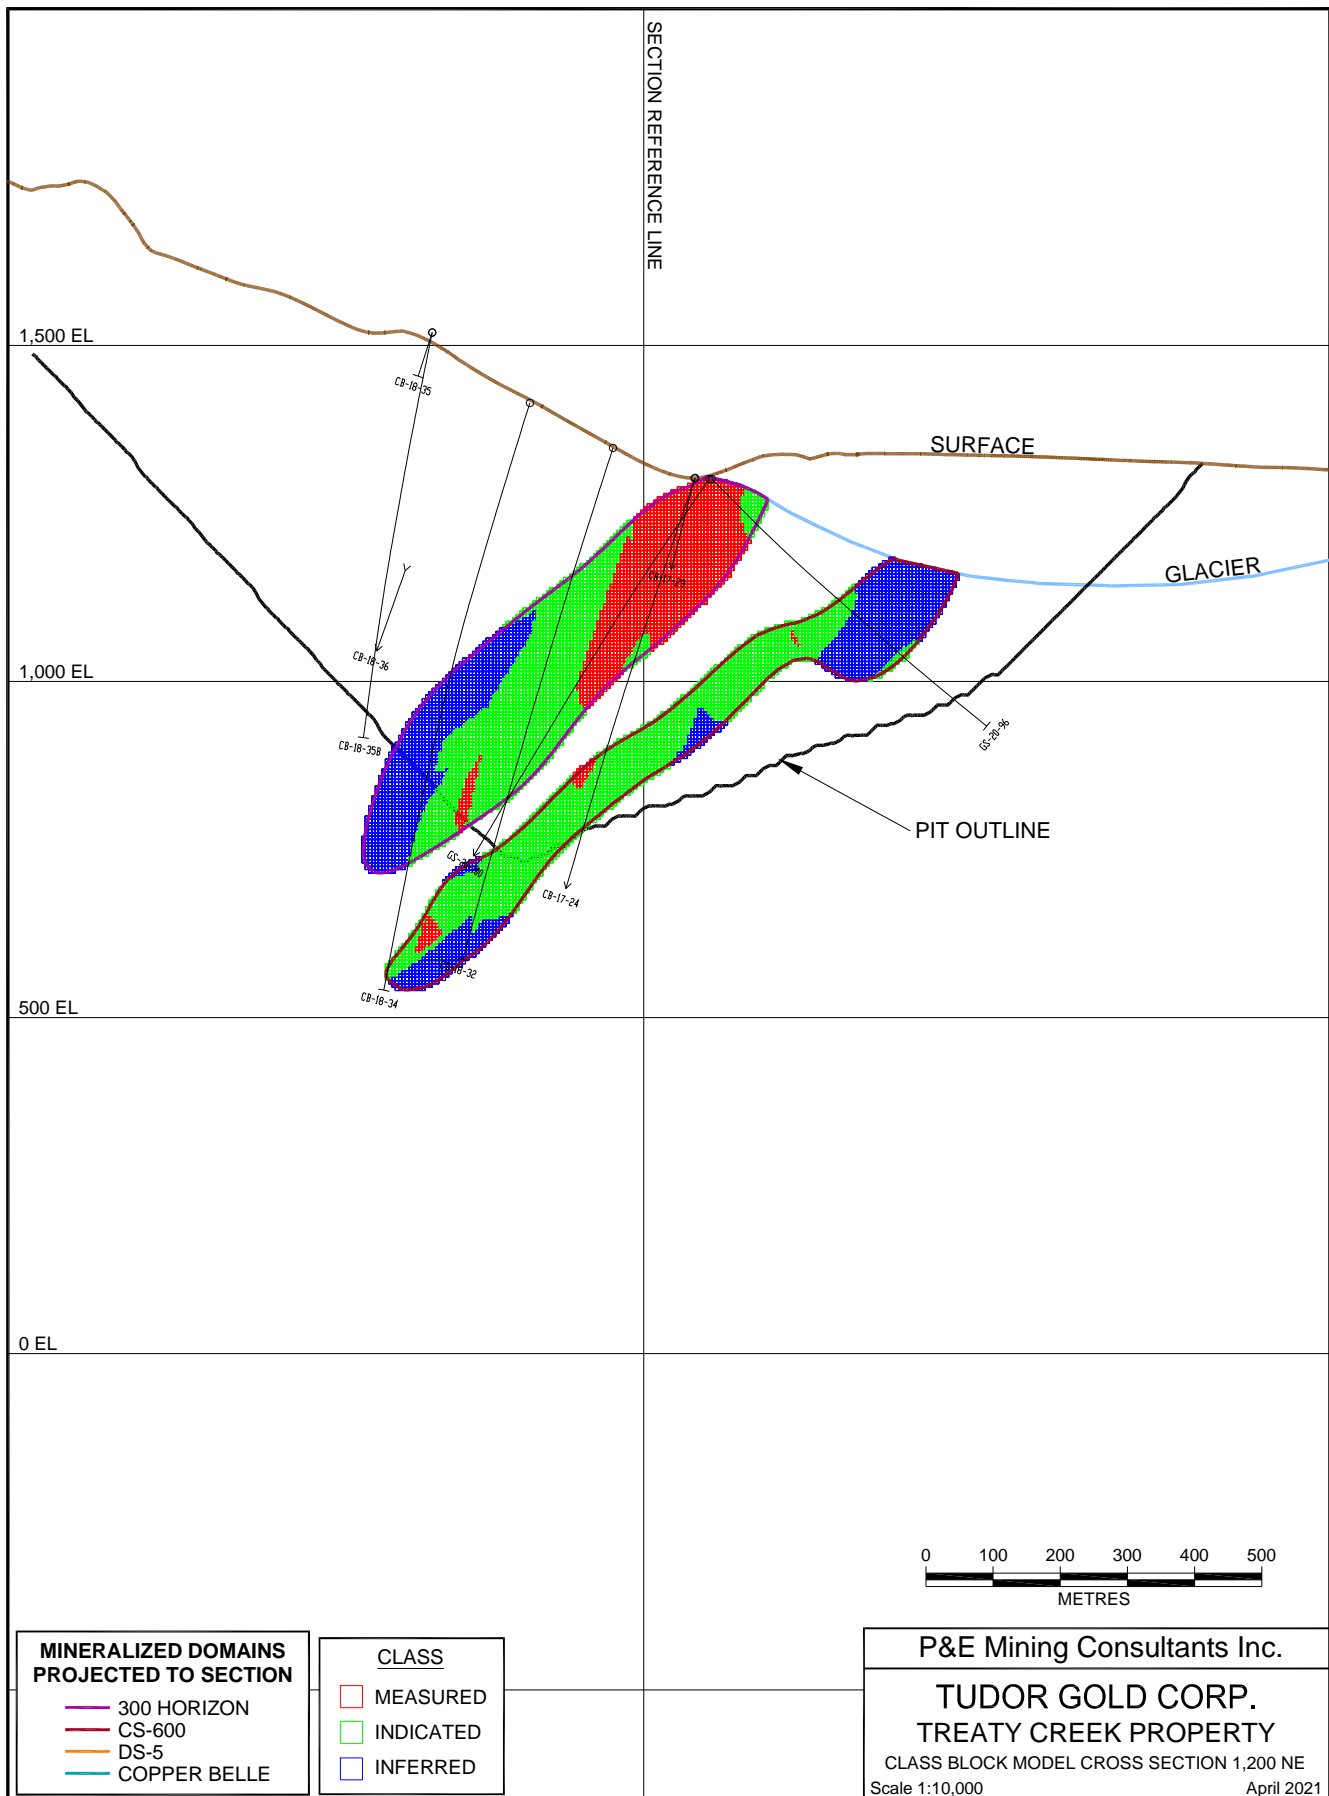 SECTION REFERENCE LINE
1,500 EL
CB-18-35
SURFACE
GLACIER
CB-17-29
CB-18-36
1,000 EL
CB-18-35B
GS-20-96
PIT OUTLINE
CB-17-24
CB-18-34
500 EL
0 EL
0 100 200 300 400 500
METRES
MINERALIZED DOMAINS
PROJECTED TO SECTION
300 HORIZON
CS-600
DS-5
COPPER BELLE
CLASS
MEASURED
INDICATED
INFERRED
P&E Mining Consultants Inc.
TUDOR GOLD CORP.
TREATY CREEK PROPERTY
CLASS BLOCK MODEL CROSS SECTION 1,200 NE
Scale 1:10,000 April 2021